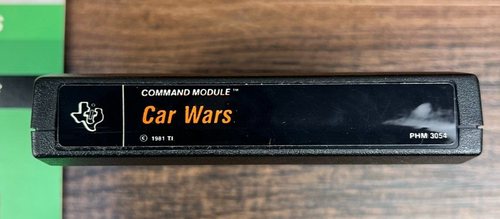 COMMAND MODULE™
Car Wars
© 1981 TI
PHM 3054